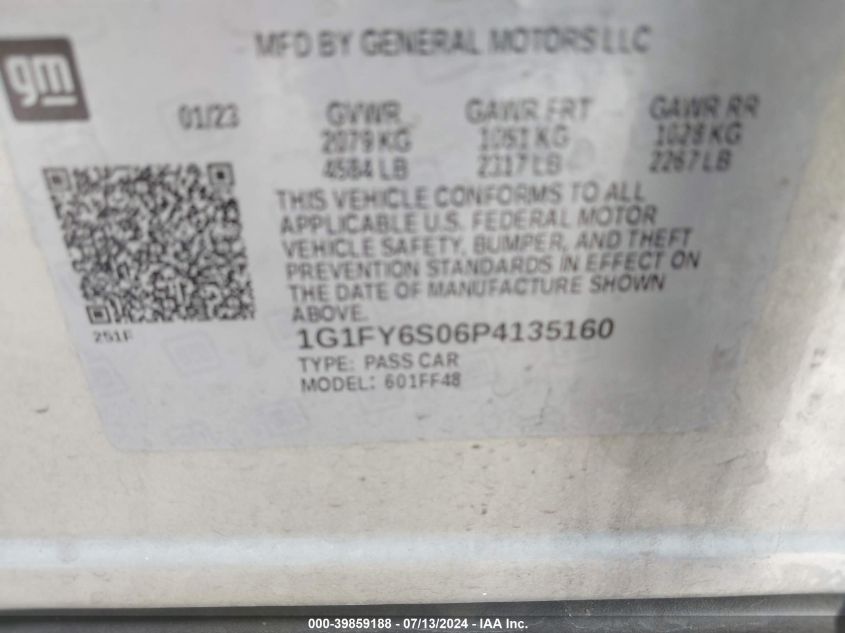 MFD BY GENERAL MOTORS LLC
gm
01/23 GVWR GAWR FRT GAWR RR
2079 KG 1051 KG 1028 KG
4584 LB 2317 LB 2267 LB
THIS VEHICLE CONFORMS TO ALL
APPLICABLE U.S. FEDERAL MOTOR
VEHICLE SAFETY, BUMPER, AND THEFT
PREVENTION STANDARDS IN EFFECT ON
THE DATE OF MANUFACTURE SHOWN
ABOVE.
251F
1G1FY6S06P4135160
TYPE: PASS CAR
MODEL: 601FF48
000-39859188 - 07/13/2024 - IAA Inc.